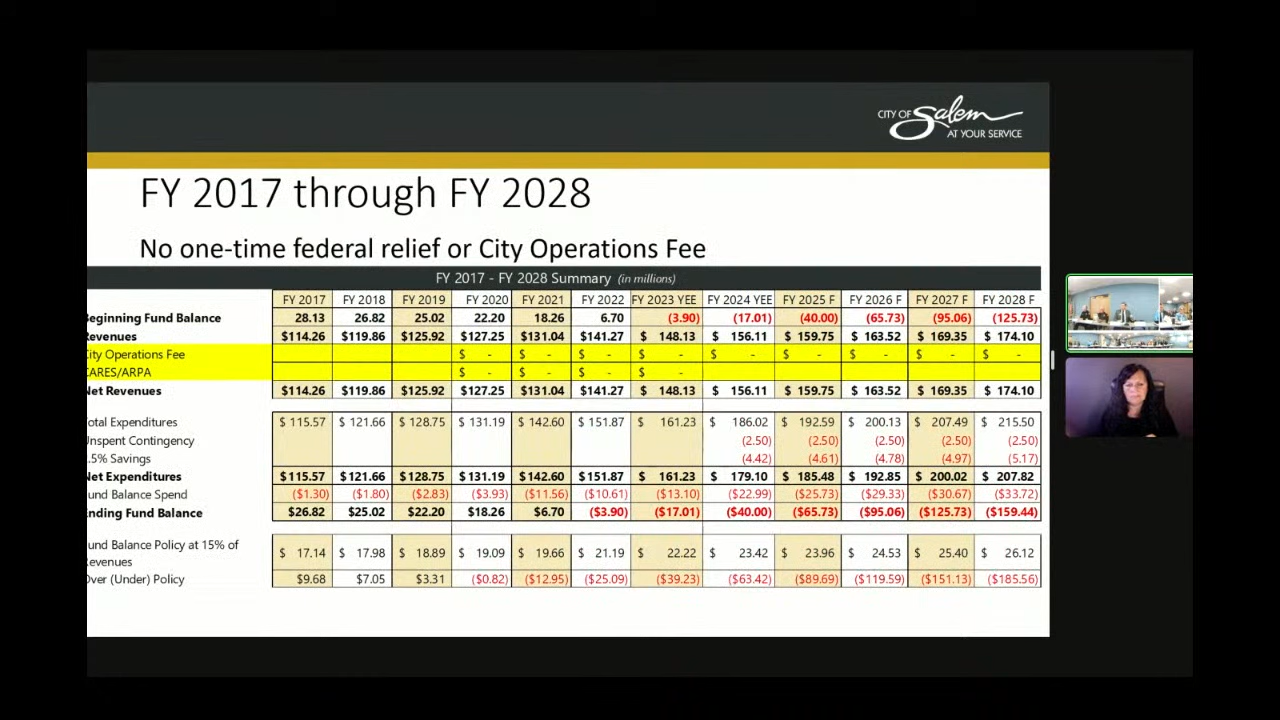 CITY OF Salem
AT YOUR SERVICE
FY 2017 through FY 2028
No one-time federal relief or City Operations Fee
FY 2017 - FY 2028 Summary (in millions)
FY 2017 FY 2018 FY 2019 FY 2020 FY 2021 FY 2022 FY 2023 YEE FY 2024 YEE FY 2025 F FY 2026 F FY 2027 F FY 2028 F
Beginning Fund Balance 28.13 26.82 25.02 22.20 18.26 6.70 (3.90) (17.01) (40.00) (65.73) (95.06) (125.73)
Revenues $114.26 $119.86 $125.92 $127.25 $131.04 $141.27 $ 148.13 $ 156.11 $ 159.75 $ 163.52 $ 169.35 $ 174.10
City Operations Fee $ - $ - $ - $ - $ - $ - $ - $ - $ -
CARES/ARPA $ - $ - $ - $ -
Net Revenues $114.26 $119.86 $125.92 $127.25 $131.04 $141.27 $ 148.13 $ 156.11 $ 159.75 $ 163.52 $ 169.35 $ 174.10
Total Expenditures $ 115.57 $ 121.66 $ 128.75 $ 131.19 $ 142.60 $ 151.87 $ 161.23 $ 186.02 $ 192.59 $ 200.13 $ 207.49 $ 215.50
Unspent Contingency (2.50) (2.50) (2.50) (2.50) (2.50)
.5% Savings (4.42) (4.61) (4.78) (4.97) (5.17)
Net Expenditures $115.57 $121.66 $128.75 $131.19 $142.60 $151.87 $ 161.23 $ 179.10 $ 185.48 $ 192.85 $ 200.02 $ 207.82
Fund Balance Spend ($1.30) ($1.80) ($2.83) ($3.93) ($11.56) ($10.61) ($13.10) ($22.99) ($25.73) ($29.33) ($30.67) ($33.72)
Ending Fund Balance $26.82 $25.02 $22.20 $18.26 $6.70 ($3.90) ($17.01) ($40.00) ($65.73) ($95.06) ($125.73) ($159.44)
Fund Balance Policy at 15% of
Revenues $ 17.14 $ 17.98 $ 18.89 $ 19.09 $ 19.66 $ 21.19 $ 22.22 $ 23.42 $ 23.96 $ 24.53 $ 25.40 $ 26.12
Over (Under) Policy $9.68 $7.05 $3.31 ($0.82) ($12.95) ($25.09) ($39.23) ($63.42) ($89.69) ($119.59) ($151.13) ($185.56)